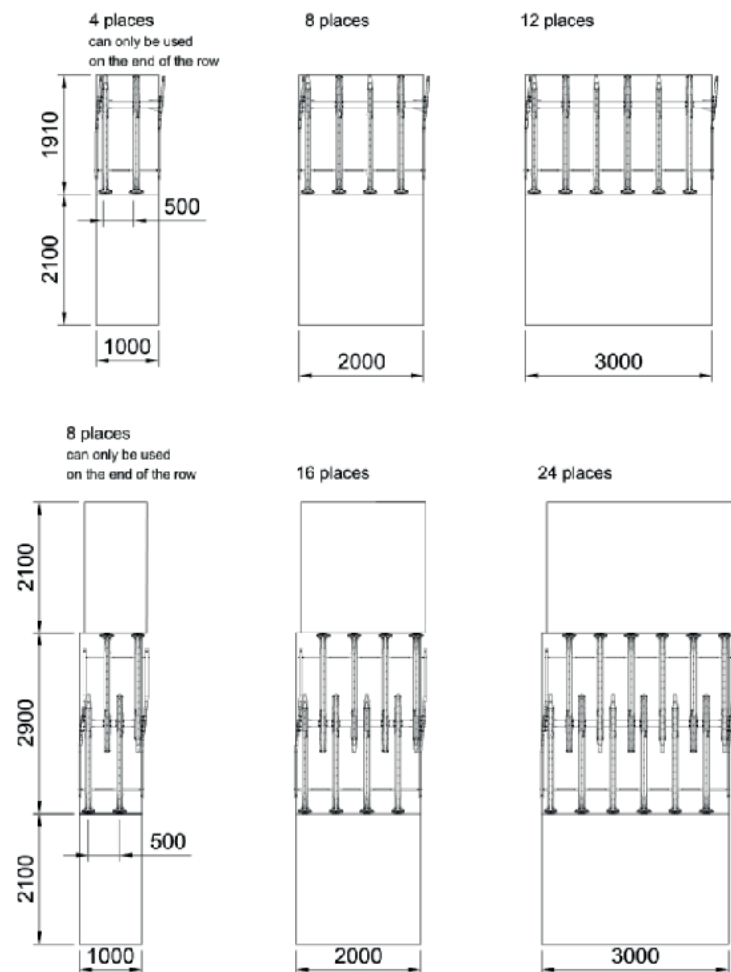 4 places
can only be used
on the end of the row
8 places
12 places
1910
500
2100
1000
2000
3000
8 places
can only be used
on the end of the row
16 places
24 places
2100
2900
500
2100
1000
2000
3000